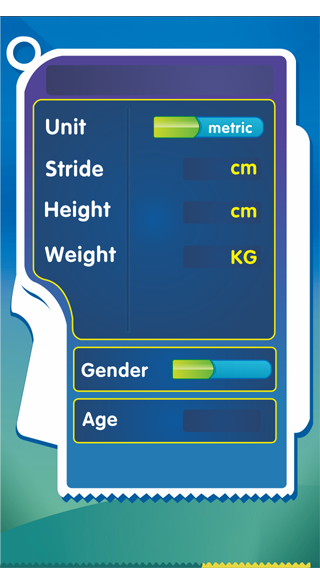 Unit metric
Stride cm
Height cm
Weight KG
Gender
Age